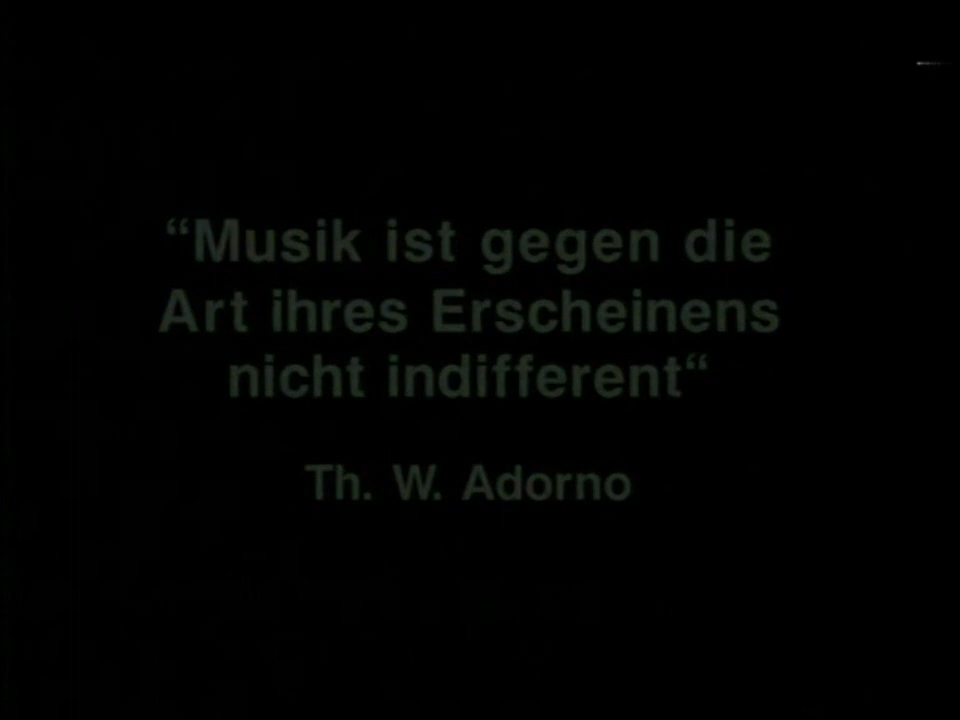 “Musik ist gegen die
Art ihres Erscheinens
nicht indifferent“
Th. W. Adorno